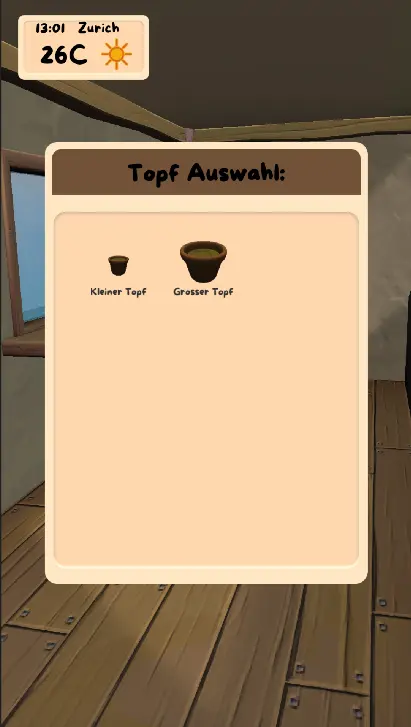 13:01 Zurich
26C
Topf Auswahl:
Kleiner Topf
Grosser Topf